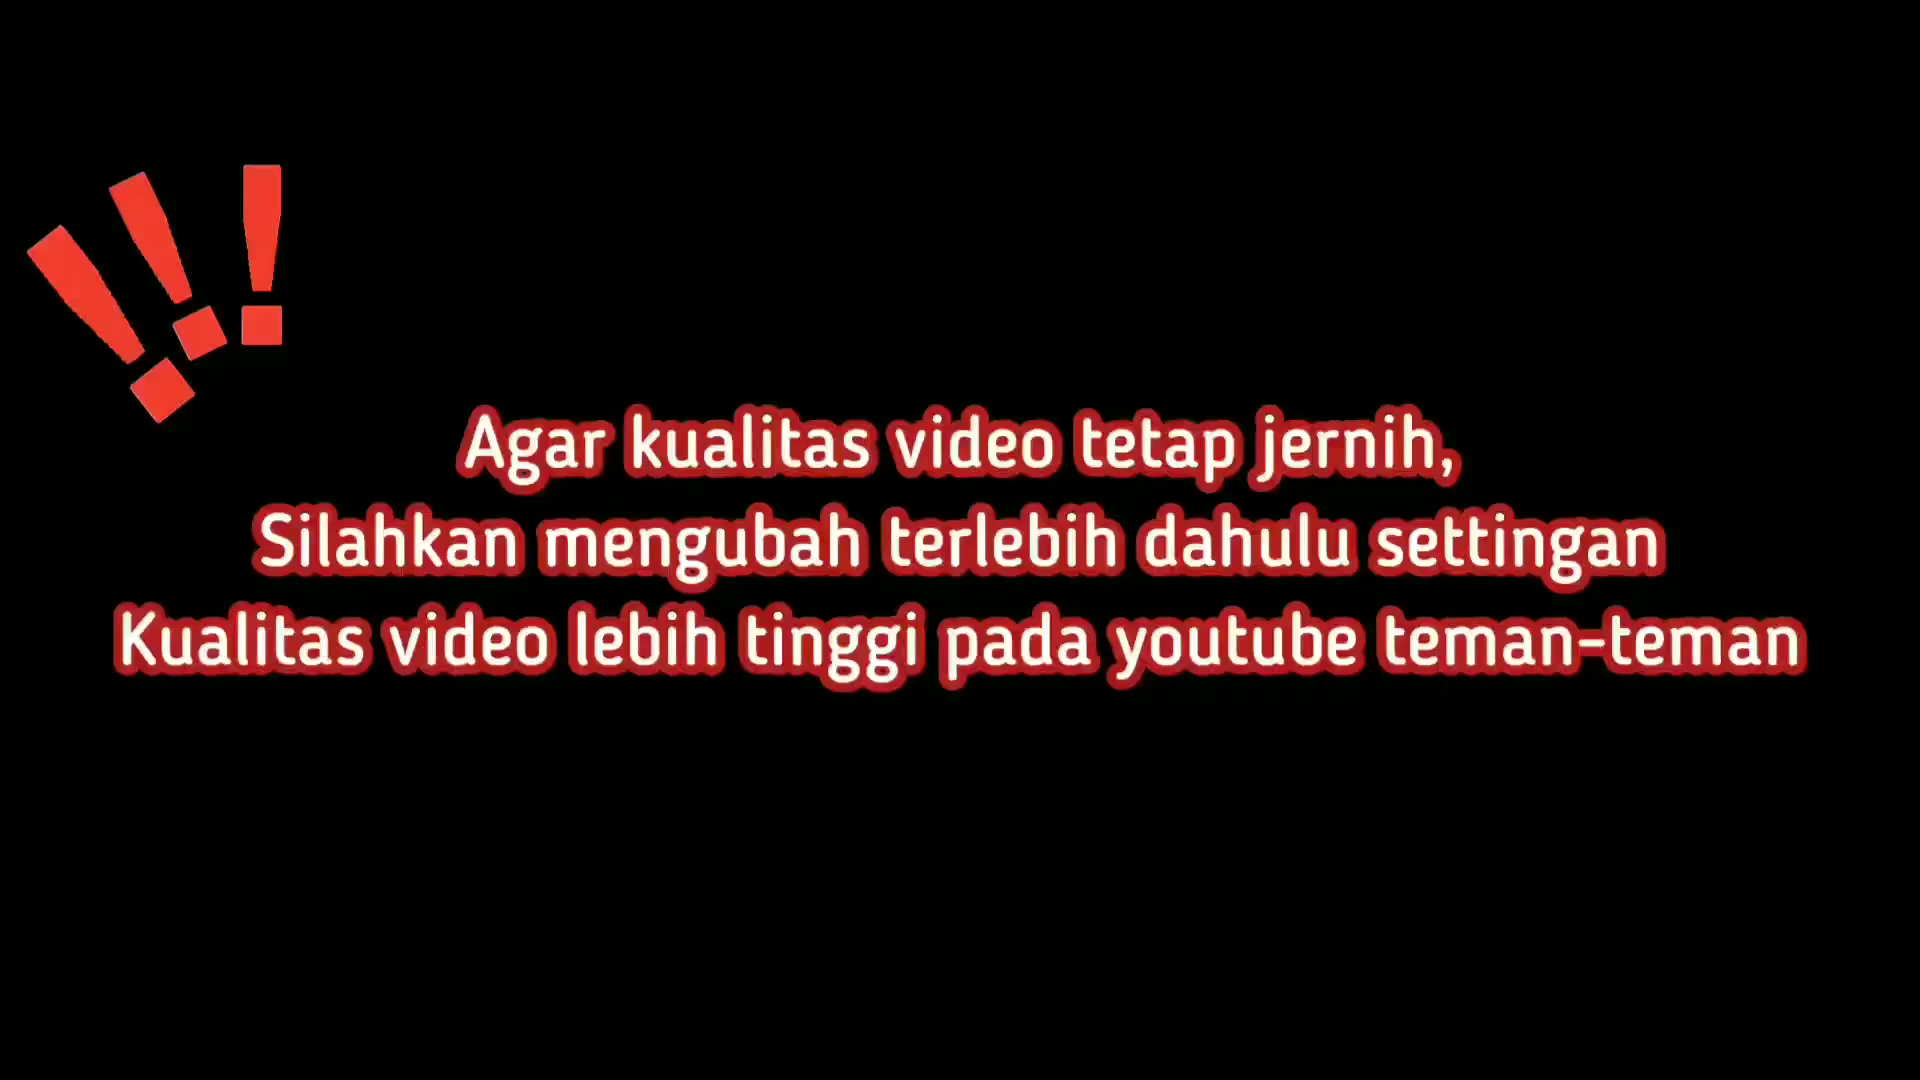 Agar kualitas video tetap jernih,
Silahkan mengubah terlebih dahulu settingan
Kualitas video lebih tinggi pada youtube teman-teman